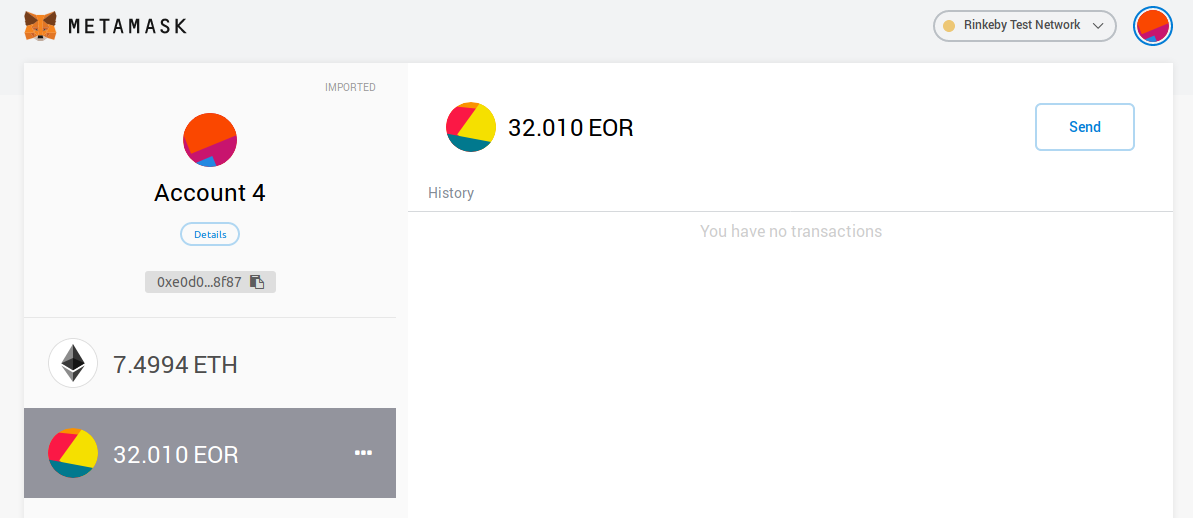 METAMASK
Rinkeby Test Network
IMPORTED
Account 4
Details
0xe0d0...8f87
7.4994 ETH
32.010 EOR
32.010 EOR
Send
History
You have no transactions